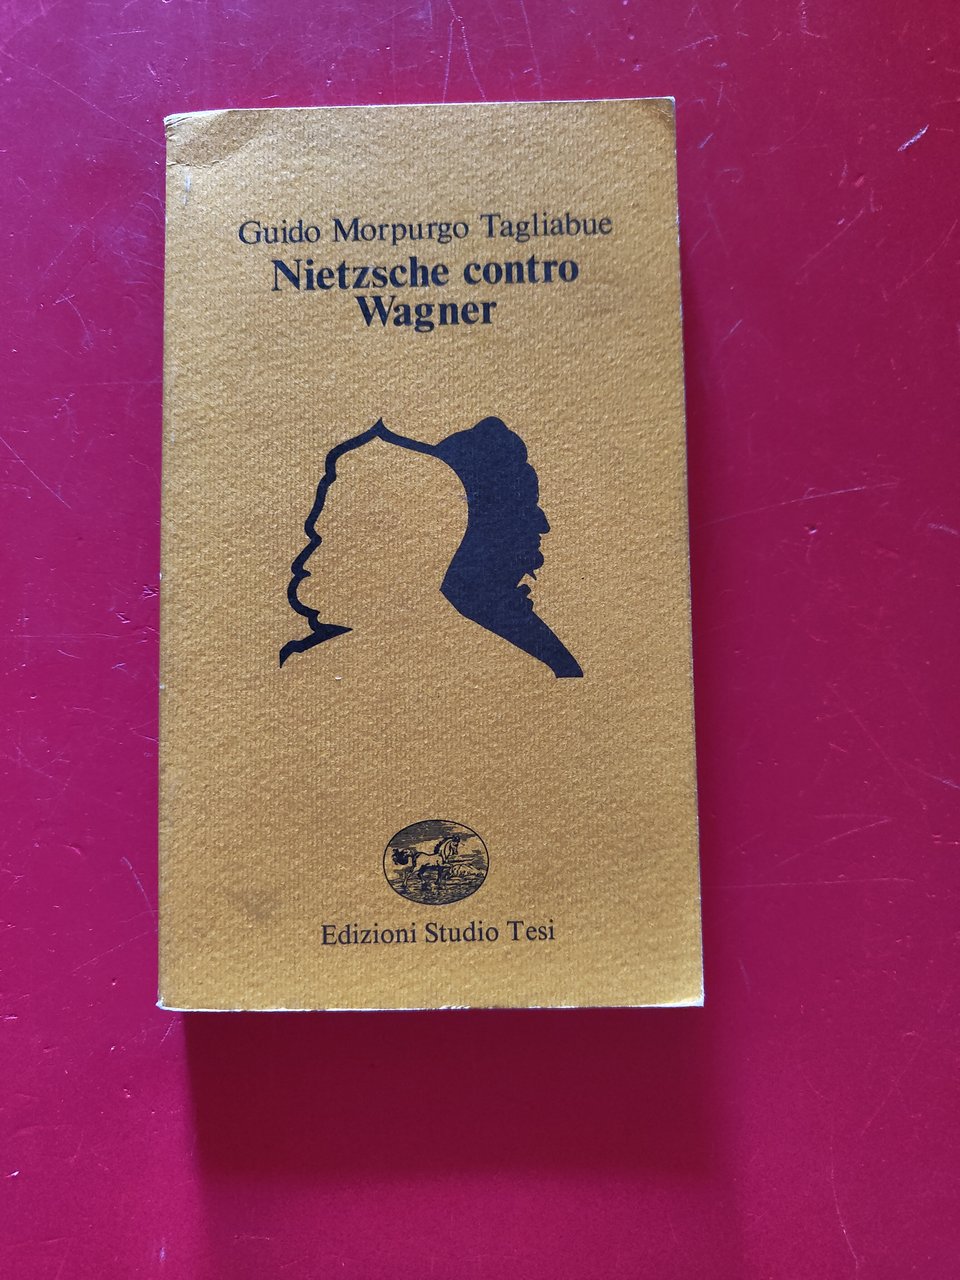 Guido Morpurgo Tagliabue
Nietzsche contro
Wagner
Edizioni Studio Tesi